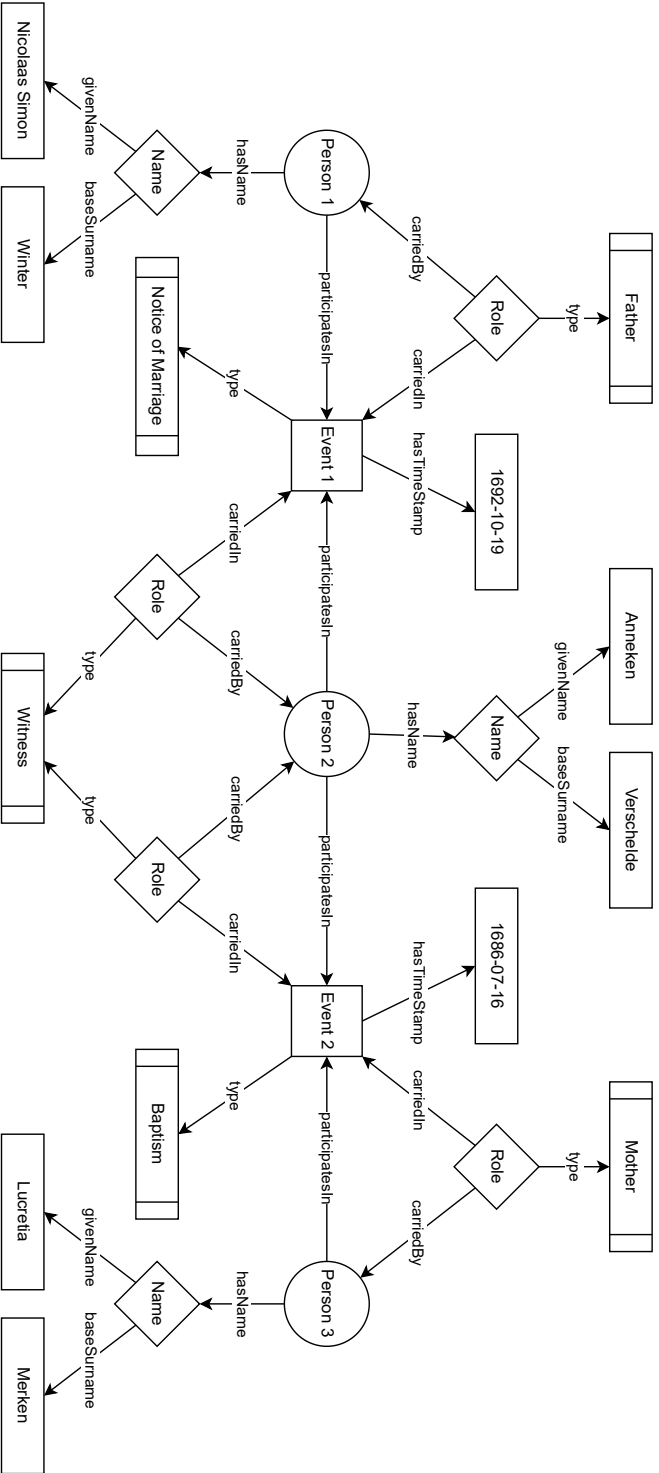 Father
Mother
type
type
Role
Role
carriedBy
carriedIn
carriedIn
carriedBy
Anneken
Verschelde
givenName
baseSurname
Name
1692-10-19
1686-07-16
hasTimeStamp
hasName
hasTimeStamp
Person 1
participatesIn
Event 1
participatesIn
Person 2
participatesIn
Event 2
participatesIn
Person 3
hasName
type
carriedIn
carriedBy
carriedBy
carriedIn
type
hasName
Name
Notice of Marriage
Role
Role
Baptism
Name
givenName
baseSurname
type
type
givenName
baseSurname
Nicolaas Simon
Winter
Witness
Lucretia
Merken